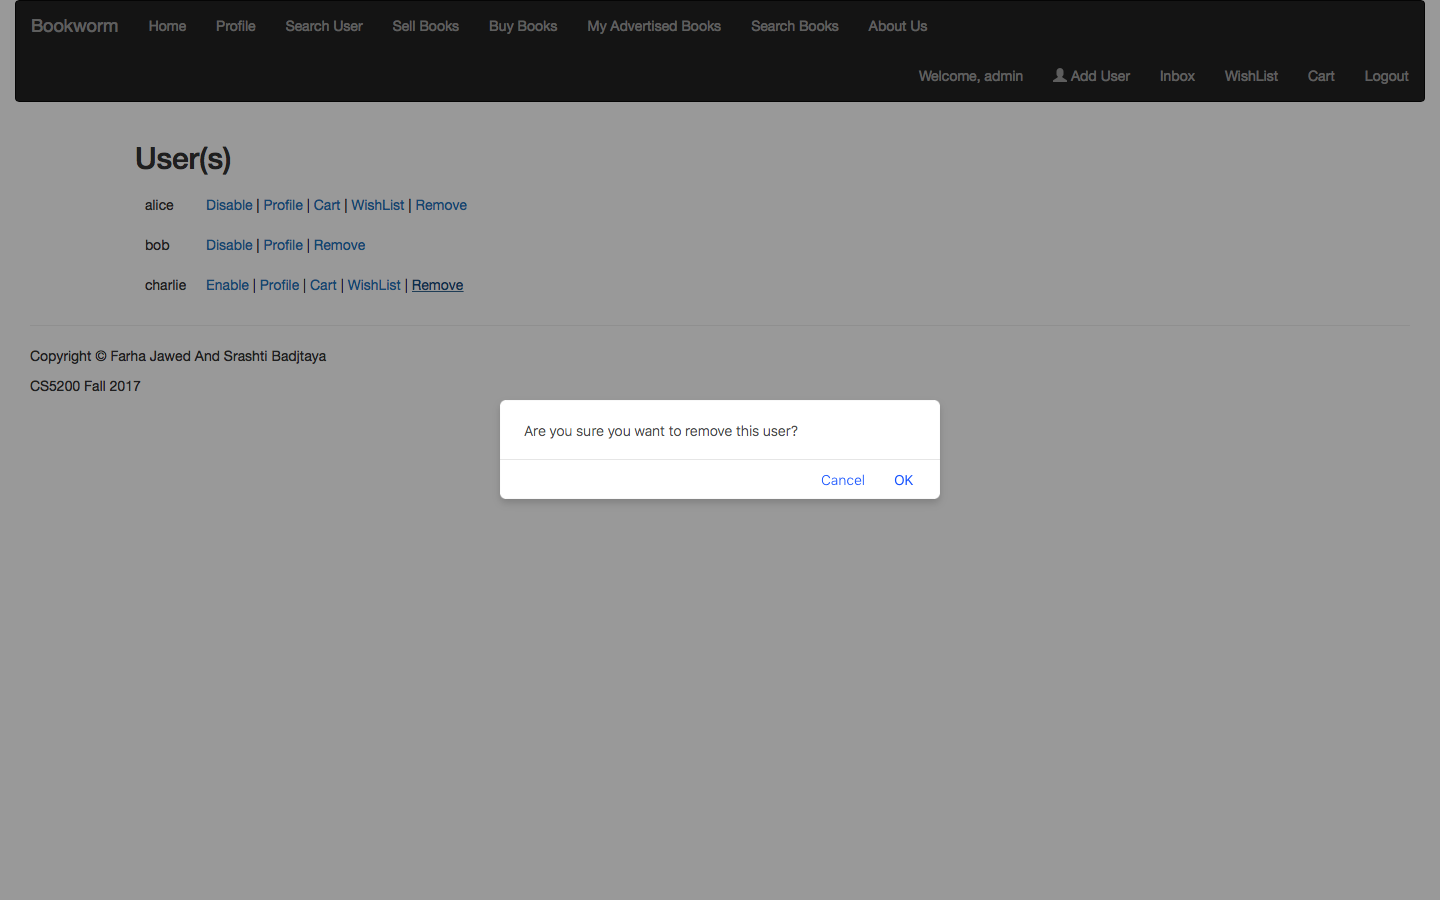 Bookworm Home Profile Search User Sell Books Buy Books My Advertised Books Search Books About Us
Welcome, admin Add User Inbox WishList Cart Logout
User(s)
alice Disable | Profile | Cart | WishList | Remove
bob Disable | Profile | Remove
charlie Enable | Profile | Cart | WishList | Remove
Copyright © Farha Jawed And Srashti Badjtaya
CS5200 Fall 2017
Are you sure you want to remove this user?
Cancel OK